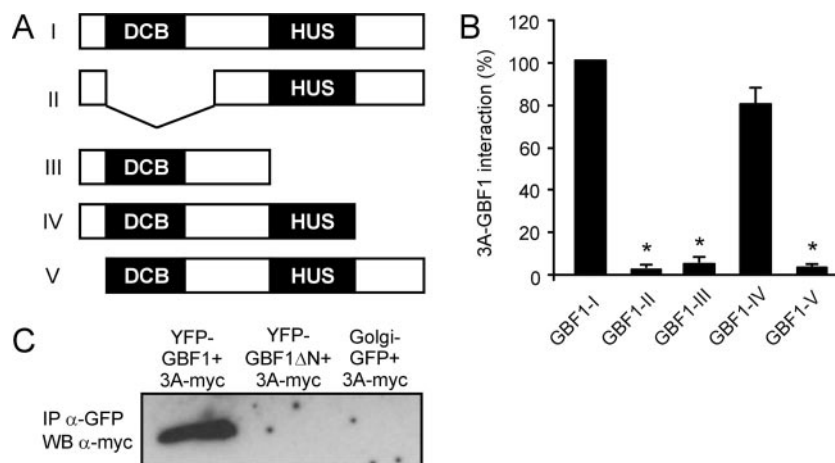 A
I
DCB
HUS
II
HUS
III
DCB
IV
DCB
HUS
V
DCB
HUS
B
3A-GBF1 interaction (%)
120
100
80
60
40
20
0
*
*
*
GBF1-I
GBF1-II
GBF1-III
GBF1-IV
GBF1-V
C
YFP-
GBF1+
3A-myc
YFP-
GBF1ΔN+
3A-myc
Golgi-
GFP+
3A-myc
IP α-GFP
WB α-myc